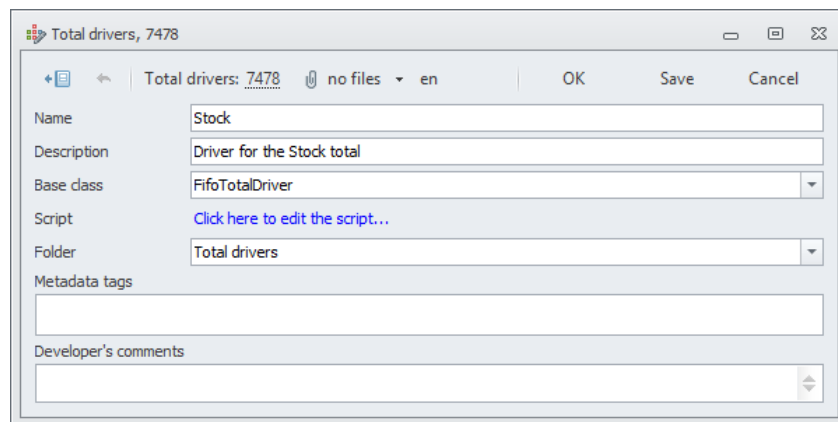 Total drivers, 7478
Total drivers: 7478 no files en OK Save Cancel
Name Stock
Description Driver for the Stock total
Base class FifoTotalDriver
Script Click here to edit the script...
Folder Total drivers
Metadata tags
Developer's comments